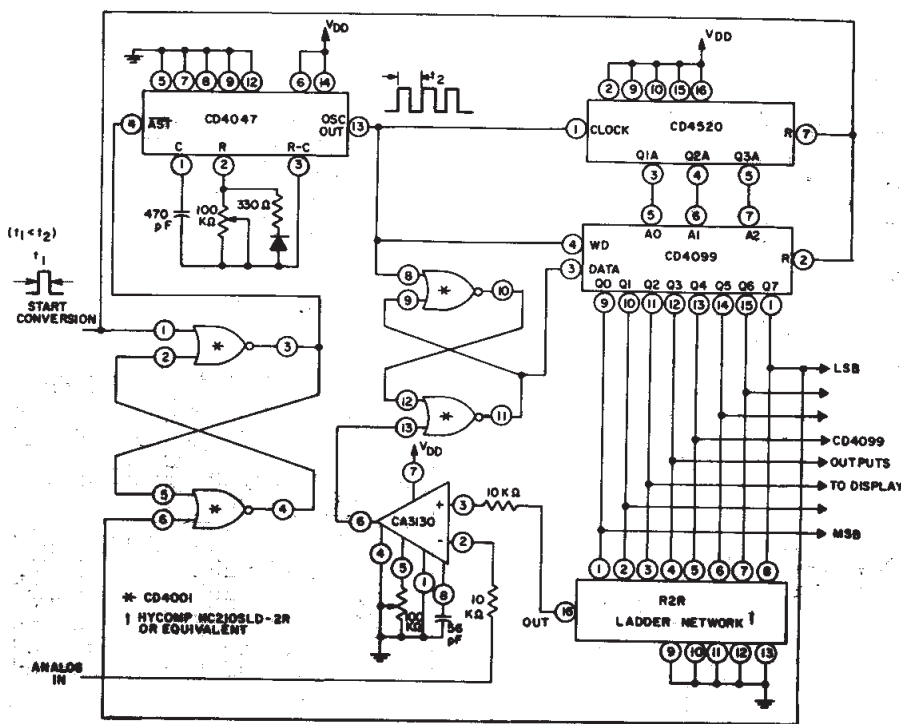 VDD
5 7 8 9 12
6 14
t2
VDD
2 9 10 15 16
4 AST
CD4047
OSC
OUT
13
1 CLOCK
CD4520
R 7
C R R-C
1 2 3
Q1A Q2A Q3A
3 4 5
470
pF
100
KΩ
330Ω
5 6 7
A0 A1 A2
(t1<t2)
t1
START
CONVERSION
4 WD
3 DATA
CD4099
R 2
Q0 Q1 Q2 Q3 Q4 Q5 Q6 Q7
9 10 11 12 13 14 15 1
8
9
*
10
1
2
*
3
LSB
12
13
*
11
CD4099
OUTPUTS
TO DISPLAY
MSB
VDD
7
5
6
*
4
6
CA3130
+
-
3
2
10KΩ
4 5 1 8
100
KΩ
56
pF
10
KΩ
1 2 3 4 5 6 7 8
OUT
16
R2R
LADDER NETWORK †
9 10 11 12 13
* CD4001
† HYCOMP HC210SLD-2R
OR EQUIVALENT
ANALOG
IN